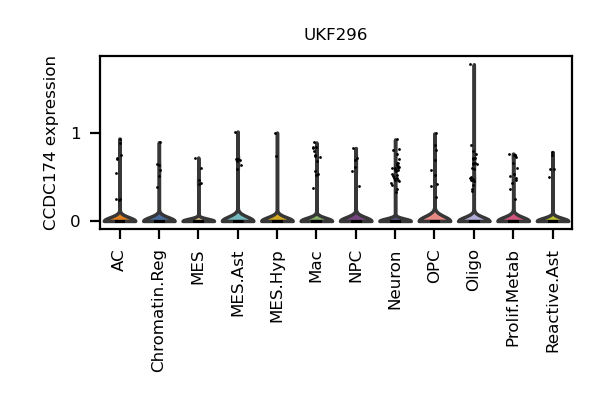 UKF296
CCDC174 expression
1
0
AC
Chromatin.Reg
MES
MES.Ast
MES.Hyp
Mac
NPC
Neuron
OPC
Oligo
Prolif.Metab
Reactive.Ast